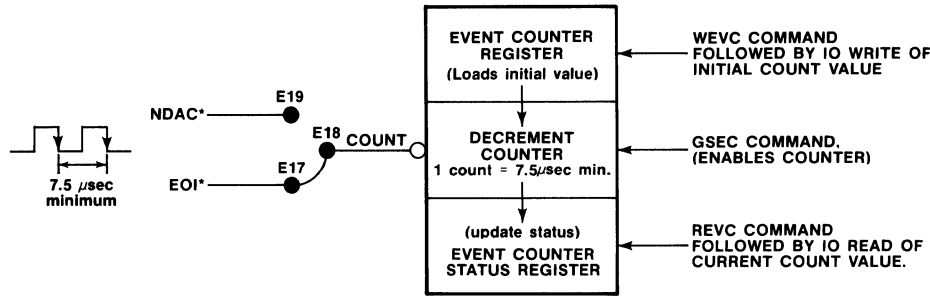 EVENT COUNTER
REGISTER
(Loads initial value)
WEVC COMMAND
FOLLOWED BY IO WRITE OF
INITIAL COUNT VALUE
E19
NDAC*
E18
COUNT
E17
EOI*
7.5 µsec
minimum
DECREMENT
COUNTER
1 count = 7.5µsec min.
GSEC COMMAND.
(ENABLES COUNTER)
(update status)
EVENT COUNTER
STATUS REGISTER
REVC COMMAND
FOLLOWED BY IO READ OF
CURRENT COUNT VALUE.